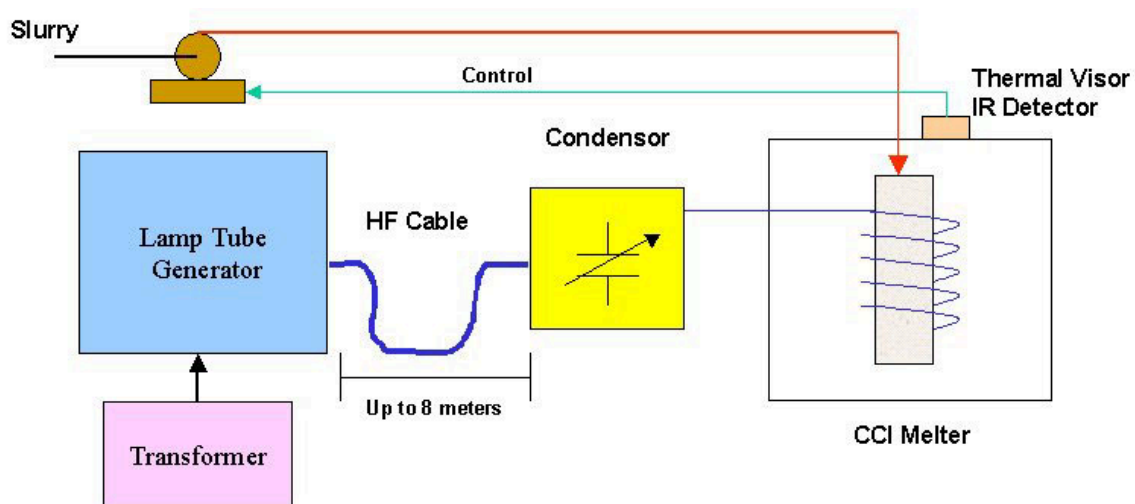 Slurry
Control
Thermal Visor
IR Detector
Condensor
Lamp Tube
Generator
HF Cable
Up to 8 meters
Transformer
CCI Melter